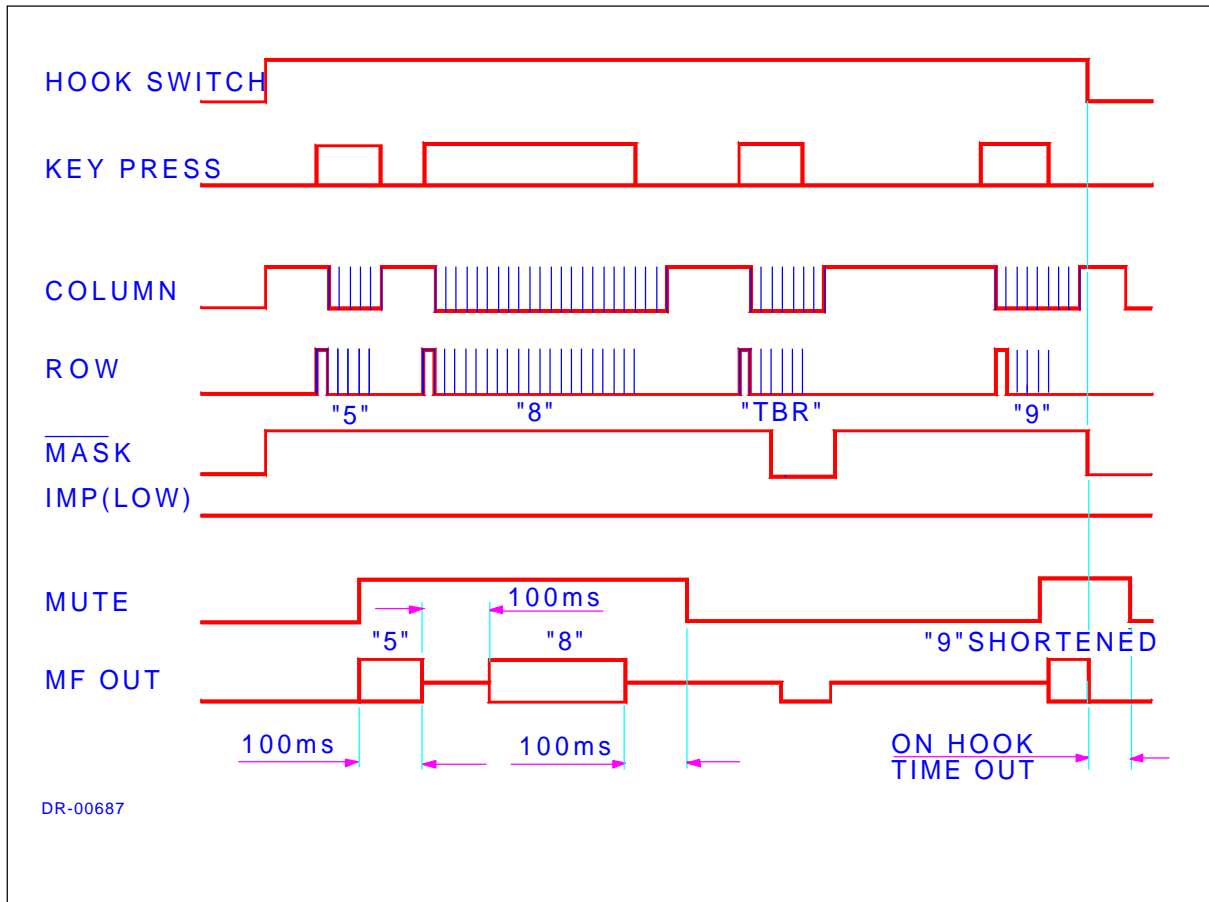 HOOK SWITCH
KEY PRESS
COLUMN
ROW
"5" "8" "TBR" "9"
MASK
IMP(LOW)
MUTE
100ms
"5" "8" "9"SHORTENED
MF OUT
100ms 100ms
ON HOOK
TIME OUT
DR-00687